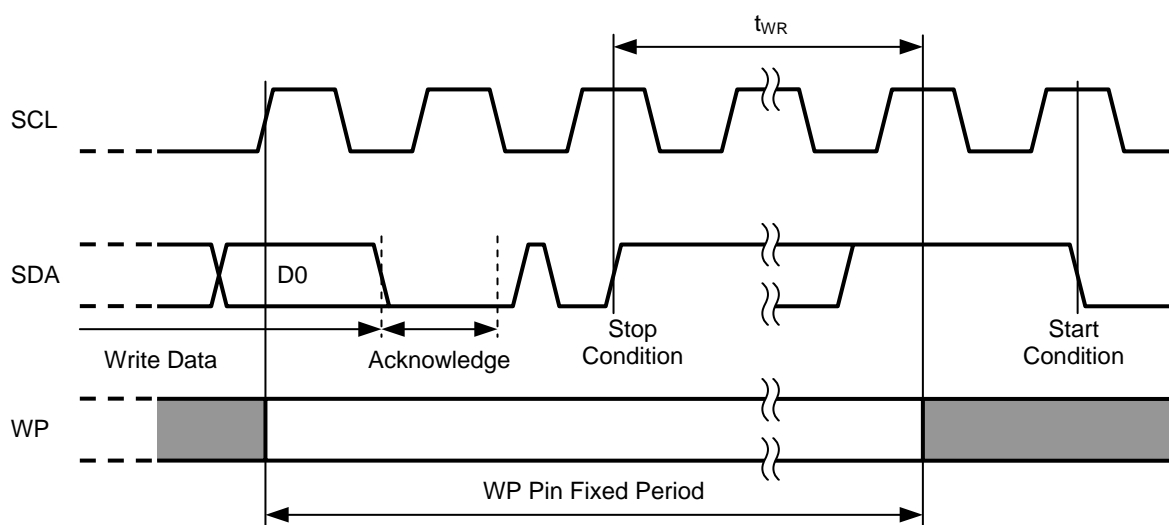 tWR
SCL
SDA
D0
Stop
Condition
Start
Condition
Write Data
Acknowledge
WP
WP Pin Fixed Period